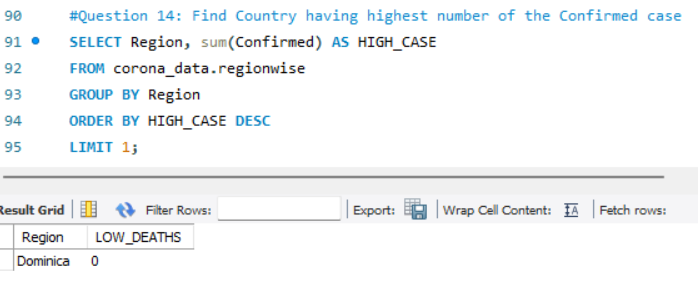 90 #Question 14: Find Country having highest number of the Confirmed case
91 SELECT Region, sum(Confirmed) AS HIGH_CASE
92 FROM corona_data.regionwise
93 GROUP BY Region
94 ORDER BY HIGH_CASE DESC
95 LIMIT 1;
Result Grid Filter Rows: Export: Wrap Cell Content: IA Fetch rows:
Region LOW_DEATHS
Dominica 0